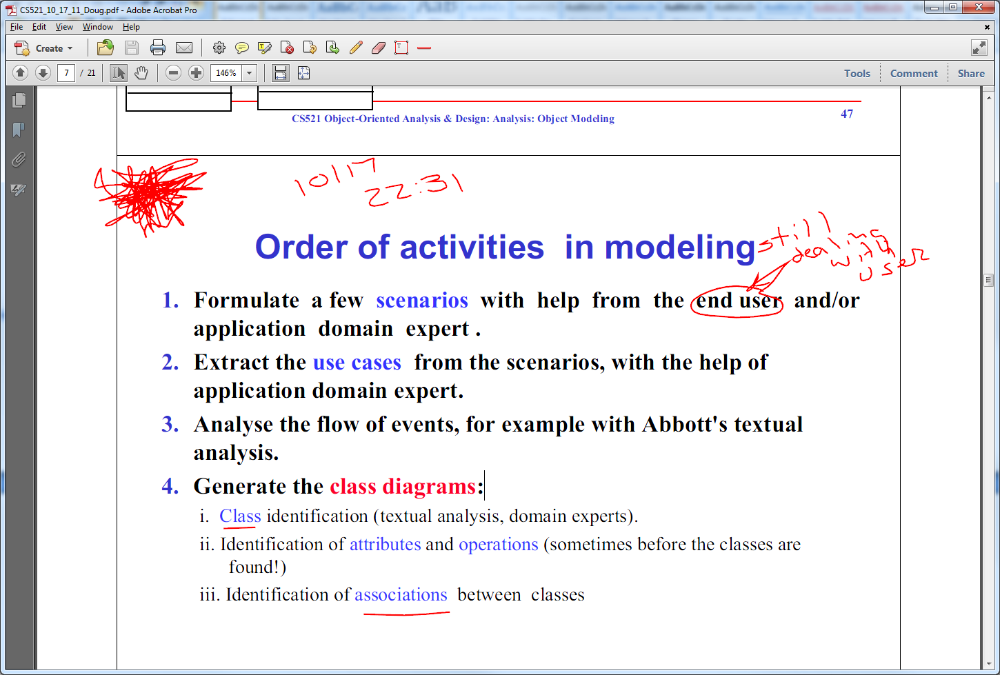 CS521_10_17_11_Doug.pdf - Adobe Acrobat Pro
File Edit View Window Help
Create
7 / 21 146% Tools Comment Share
CS521 Object-Oriented Analysis & Design: Analysis: Object Modeling 47
10/17
22:31
Order of activities in modeling
still
dealing
with
user
1. Formulate a few scenarios with help from the end user and/or
application domain expert .
2. Extract the use cases from the scenarios, with the help of
application domain expert.
3. Analyse the flow of events, for example with Abbott's textual
analysis.
4. Generate the class diagrams:
i. Class identification (textual analysis, domain experts).
ii. Identification of attributes and operations (sometimes before the classes are
found!)
iii. Identification of associations between classes